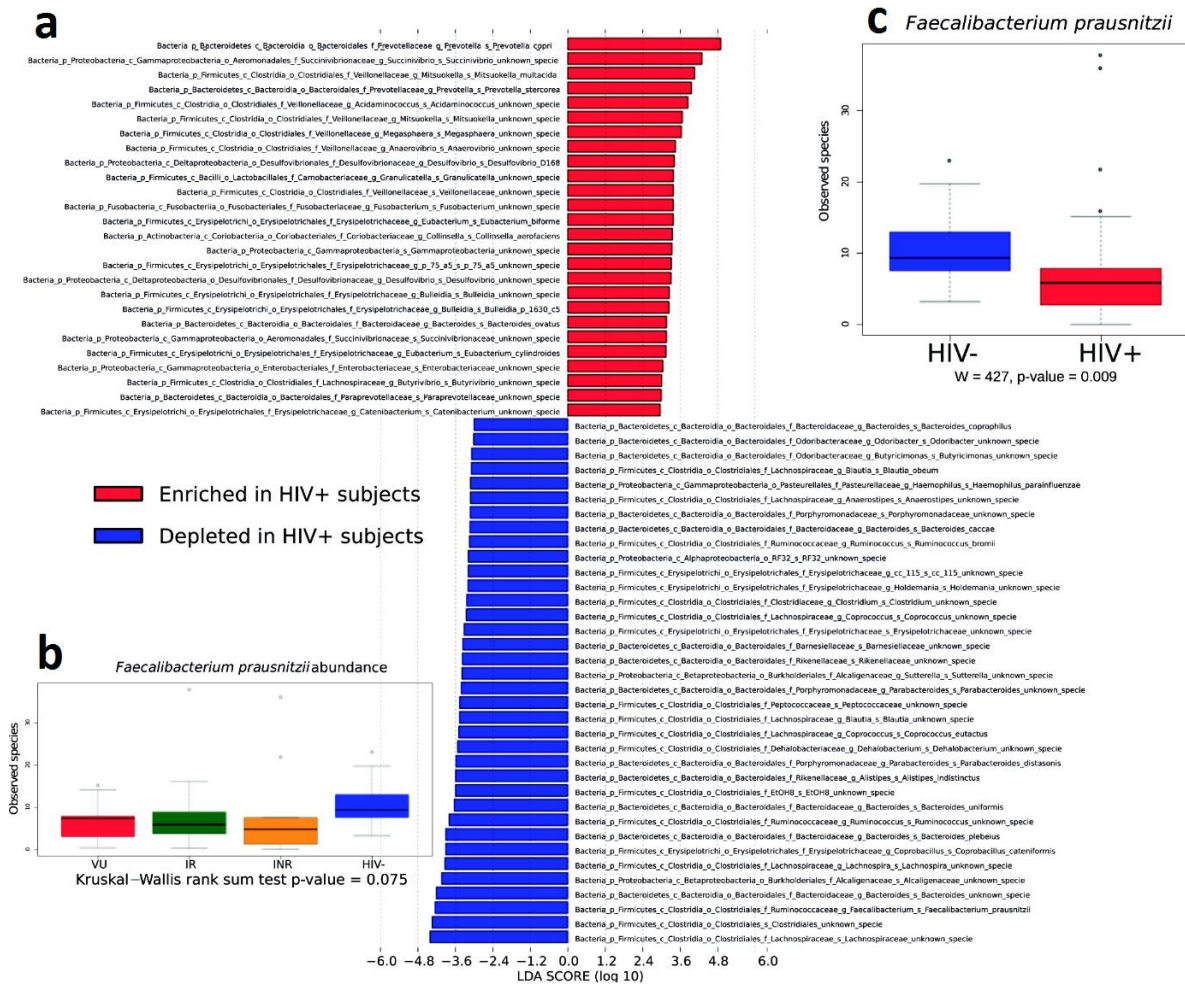 a
Bacteria_p_Bacteroidetes_c_Bacteroidia_o_Bacteroidales_f_Prevotellaceae_g_Prevotella_s_Prevotella_copri
Bacteria_p_Proteobacteria_c_Gammaproteobacteria_o_Aeromonadales_f_Succinivibrionaceae_g_Succinivibrio_s_Succinivibrio_unknown_specie
Bacteria_p_Firmicutes_c_Clostridia_o_Clostridiales_f_Veillonellaceae_g_Mitsuokella_s_Mitsuokella_multacida
Bacteria_p_Bacteroidetes_c_Bacteroidia_o_Bacteroidales_f_Prevotellaceae_g_Prevotella_s_Prevotella_stercorea
Bacteria_p_Firmicutes_c_Clostridia_o_Clostridiales_f_Veillonellaceae_g_Acidaminococcus_s_Acidaminococcus_unknown_specie
Bacteria_p_Firmicutes_c_Clostridia_o_Clostridiales_f_Veillonellaceae_g_Mitsuokella_s_Mitsuokella_unknown_specie
Bacteria_p_Firmicutes_c_Clostridia_o_Clostridiales_f_Veillonellaceae_g_Megasphaera_s_Megasphaera_unknown_specie
Bacteria_p_Firmicutes_c_Clostridia_o_Clostridiales_f_Veillonellaceae_g_Anaerovibrio_s_Anaerovibrio_unknown_specie
Bacteria_p_Proteobacteria_c_Deltaproteobacteria_o_Desulfovibrionales_f_Desulfovibrionaceae_g_Desulfovibrio_s_Desulfovibrio_D168
Bacteria_p_Firmicutes_c_Bacilli_o_Lactobacillales_f_Carnobacteriaceae_g_Granulicatella_s_Granulicatella_unknown_specie
Bacteria_p_Firmicutes_c_Clostridia_o_Clostridiales_f_Veillonellaceae_s_Veillonellaceae_unknown_specie
Bacteria_p_Fusobacteria_c_Fusobacteriia_o_Fusobacteriales_f_Fusobacteriaceae_g_Fusobacterium_s_Fusobacterium_unknown_specie
Bacteria_p_Firmicutes_c_Erysipelotrichi_o_Erysipelotrichales_f_Erysipelotrichaceae_g_Eubacterium_s_Eubacterium_biforme
Bacteria_p_Actinobacteria_c_Coriobacteriia_o_Coriobacteriales_f_Coriobacteriaceae_g_Collinsella_s_Collinsella_aerofaciens
Bacteria_p_Proteobacteria_c_Gammaproteobacteria_s_Gammaproteobacteria_unknown_specie
Bacteria_p_Firmicutes_c_Erysipelotrichi_o_Erysipelotrichales_f_Erysipelotrichaceae_g_p_75_a5_s_p_75_a5_unknown_specie
Bacteria_p_Proteobacteria_c_Deltaproteobacteria_o_Desulfovibrionales_f_Desulfovibrionaceae_g_Desulfovibrio_s_Desulfovibrio_unknown_specie
Bacteria_p_Firmicutes_c_Erysipelotrichi_o_Erysipelotrichales_f_Erysipelotrichaceae_g_Bulleidia_s_Bulleidia_unknown_specie
Bacteria_p_Firmicutes_c_Erysipelotrichi_o_Erysipelotrichales_f_Erysipelotrichaceae_g_Bulleidia_s_Bulleidia_p_1630_c5
Bacteria_p_Bacteroidetes_c_Bacteroidia_o_Bacteroidales_f_Bacteroidaceae_g_Bacteroides_s_Bacteroides_ovatus
Bacteria_p_Proteobacteria_c_Gammaproteobacteria_o_Aeromonadales_f_Succinivibrionaceae_s_Succinivibrionaceae_unknown_specie
Bacteria_p_Firmicutes_c_Erysipelotrichi_o_Erysipelotrichales_f_Erysipelotrichaceae_g_Eubacterium_s_Eubacterium_cylindroides
Bacteria_p_Proteobacteria_c_Gammaproteobacteria_o_Enterobacteriales_f_Enterobacteriaceae_s_Enterobacteriaceae_unknown_specie
Bacteria_p_Firmicutes_c_Clostridia_o_Clostridiales_f_Lachnospiraceae_g_Butyrivibrio_s_Butyrivibrio_unknown_specie
Bacteria_p_Bacteroidetes_c_Bacteroidia_o_Bacteroidales_f_Paraprevotellaceae_s_Paraprevotellaceae_unknown_specie
Bacteria_p_Firmicutes_c_Erysipelotrichi_o_Erysipelotrichales_f_Erysipelotrichaceae_g_Catenibacterium_s_Catenibacterium_unknown_specie
Bacteria_p_Bacteroidetes_c_Bacteroidia_o_Bacteroidales_f_Bacteroidaceae_g_Bacteroides_s_Bacteroides_coprophilus
Bacteria_p_Bacteroidetes_c_Bacteroidia_o_Bacteroidales_f_Odoribacteraceae_g_Odoribacter_s_Odoribacter_unknown_specie
Bacteria_p_Bacteroidetes_c_Bacteroidia_o_Bacteroidales_f_Odoribacteraceae_g_Butyricimonas_s_Butyricimonas_unknown_specie
Bacteria_p_Firmicutes_c_Clostridia_o_Clostridiales_f_Lachnospiraceae_g_Blautia_s_Blautia_obeum
Bacteria_p_Proteobacteria_c_Gammaproteobacteria_o_Pasteurellales_f_Pasteurellaceae_g_Haemophilus_s_Haemophilus_parainfluenzae
Bacteria_p_Firmicutes_c_Clostridia_o_Clostridiales_f_Lachnospiraceae_g_Anaerostipes_s_Anaerostipes_unknown_specie
Bacteria_p_Bacteroidetes_c_Bacteroidia_o_Bacteroidales_f_Porphyromonadaceae_s_Porphyromonadaceae_unknown_specie
Bacteria_p_Bacteroidetes_c_Bacteroidia_o_Bacteroidales_f_Bacteroidaceae_g_Bacteroides_s_Bacteroides_caccae
Bacteria_p_Firmicutes_c_Clostridia_o_Clostridiales_f_Ruminococcaceae_g_Ruminococcus_s_Ruminococcus_bromii
Bacteria_p_Proteobacteria_c_Alphaproteobacteria_o_RF32_s_RF32_unknown_specie
Bacteria_p_Firmicutes_c_Erysipelotrichi_o_Erysipelotrichales_f_Erysipelotrichaceae_g_cc_115_s_cc_115_unknown_specie
Bacteria_p_Firmicutes_c_Erysipelotrichi_o_Erysipelotrichales_f_Erysipelotrichaceae_g_Holdemania_s_Holdemania_unknown_specie
Bacteria_p_Firmicutes_c_Clostridia_o_Clostridiales_f_Clostridiaceae_g_Clostridium_s_Clostridium_unknown_specie
Bacteria_p_Firmicutes_c_Clostridia_o_Clostridiales_f_Lachnospiraceae_g_Coprococcus_s_Coprococcus_unknown_specie
Bacteria_p_Firmicutes_c_Erysipelotrichi_o_Erysipelotrichales_f_Erysipelotrichaceae_s_Erysipelotrichaceae_unknown_specie
Bacteria_p_Bacteroidetes_c_Bacteroidia_o_Bacteroidales_f_Barnesiellaceae_s_Barnesiellaceae_unknown_specie
Bacteria_p_Bacteroidetes_c_Bacteroidia_o_Bacteroidales_f_Rikenellaceae_s_Rikenellaceae_unknown_specie
Bacteria_p_Proteobacteria_c_Betaproteobacteria_o_Burkholderiales_f_Alcaligenaceae_g_Sutterella_s_Sutterella_unknown_specie
Bacteria_p_Bacteroidetes_c_Bacteroidia_o_Bacteroidales_f_Porphyromonadaceae_g_Parabacteroides_s_Parabacteroides_unknown_specie
Bacteria_p_Firmicutes_c_Clostridia_o_Clostridiales_f_Peptococcaceae_s_Peptococcaceae_unknown_specie
Bacteria_p_Firmicutes_c_Clostridia_o_Clostridiales_f_Lachnospiraceae_g_Blautia_s_Blautia_unknown_specie
Bacteria_p_Firmicutes_c_Clostridia_o_Clostridiales_f_Lachnospiraceae_g_Coprococcus_s_Coprococcus_eutactus
Bacteria_p_Firmicutes_c_Clostridia_o_Clostridiales_f_Dehalobacteriaceae_g_Dehalobacterium_s_Dehalobacterium_unknown_specie
Bacteria_p_Bacteroidetes_c_Bacteroidia_o_Bacteroidales_f_Porphyromonadaceae_g_Parabacteroides_s_Parabacteroides_distasonis
Bacteria_p_Bacteroidetes_c_Bacteroidia_o_Bacteroidales_f_Rikenellaceae_g_Alistipes_s_Alistipes_indistinctus
Bacteria_p_Firmicutes_c_Clostridia_o_Clostridiales_f_EtOH8_s_EtOH8_unknown_specie
Bacteria_p_Bacteroidetes_c_Bacteroidia_o_Bacteroidales_f_Bacteroidaceae_g_Bacteroides_s_Bacteroides_uniformis
Bacteria_p_Firmicutes_c_Clostridia_o_Clostridiales_f_Ruminococcaceae_g_Ruminococcus_s_Ruminococcus_unknown_specie
Bacteria_p_Bacteroidetes_c_Bacteroidia_o_Bacteroidales_f_Bacteroidaceae_g_Bacteroides_s_Bacteroides_plebeius
Bacteria_p_Firmicutes_c_Erysipelotrichi_o_Erysipelotrichales_f_Erysipelotrichaceae_g_Coprobacillus_s_Coprobacillus_cateniformis
Bacteria_p_Firmicutes_c_Clostridia_o_Clostridiales_f_Lachnospiraceae_g_Lachnospira_s_Lachnospira_unknown_specie
Bacteria_p_Proteobacteria_c_Betaproteobacteria_o_Burkholderiales_f_Alcaligenaceae_s_Alcaligenaceae_unknown_specie
Bacteria_p_Bacteroidetes_c_Bacteroidia_o_Bacteroidales_f_Bacteroidaceae_g_Bacteroides_s_Bacteroides_unknown_specie
Bacteria_p_Firmicutes_c_Clostridia_o_Clostridiales_f_Ruminococcaceae_g_Faecalibacterium_s_Faecalibacterium_prausnitzii
Bacteria_p_Firmicutes_c_Clostridia_o_Clostridiales_s_Clostridiales_unknown_specie
Bacteria_p_Firmicutes_c_Clostridia_o_Clostridiales_f_Lachnospiraceae_s_Lachnospiraceae_unknown_specie
−6.0 −4.8 −3.6 −2.4 −1.2 0.0 1.2 2.4 3.6 4.8 6.0
LDA SCORE (log 10)
Enriched in HIV+ subjects
Depleted in HIV+ subjects
b
Faecalibacterium prausnitzii abundance
Observed species
30
20
10
0
VU IR INR HIV-
Kruskal−Wallis rank sum test p-value = 0.075
c
Faecalibacterium prausnitzii
Observed species
30
20
10
0
HIV- HIV+
W = 427, p-value = 0.009